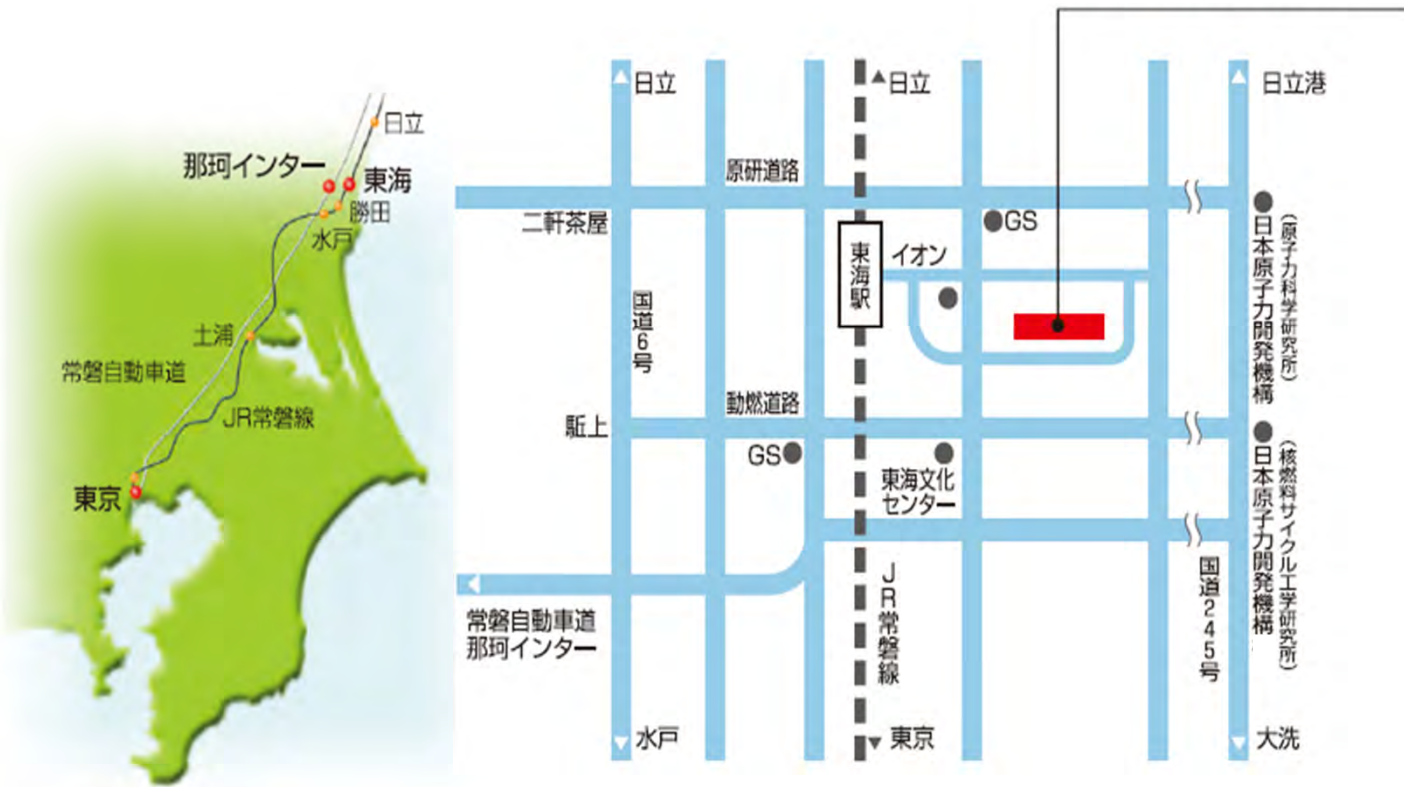 日立
那珂インター
東海
勝田
水戸
土浦
常磐自動車道
JR常磐線
東京
日立
日立
日立港
原研道路
二軒茶屋
GS
東海駅
イオン
国道6号
日本原子力開発機構
(原子力科学研究所)
動燃道路
駈上
GS
東海文化
センター
日本原子力開発機構
(核燃料サイクル工学研究所)
JR常磐線
国道245号
常磐自動車道
那珂インター
水戸
東京
大洗